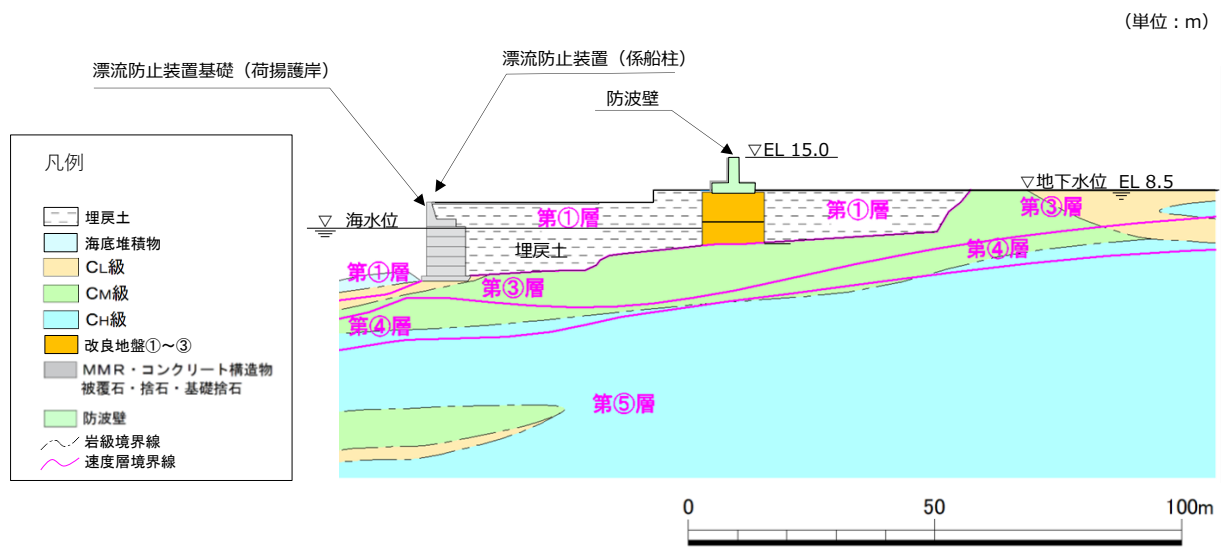 （単位：m）
漂流防止装置（係船柱）
漂流防止装置基礎（荷揚護岸）
防波壁
▽EL 15.0
▽地下水位 EL 8.5
▽ 海水位
第①層
第①層
第③層
埋戻土
第④層
第①層
第③層
第④層
第⑤層
凡例
埋戻土
海底堆積物
CL級
CM級
CH級
改良地盤①～③
MMR・コンクリート構造物
被覆石・捨石・基礎捨石
防波壁
岩級境界線
速度層境界線
0 50 100m